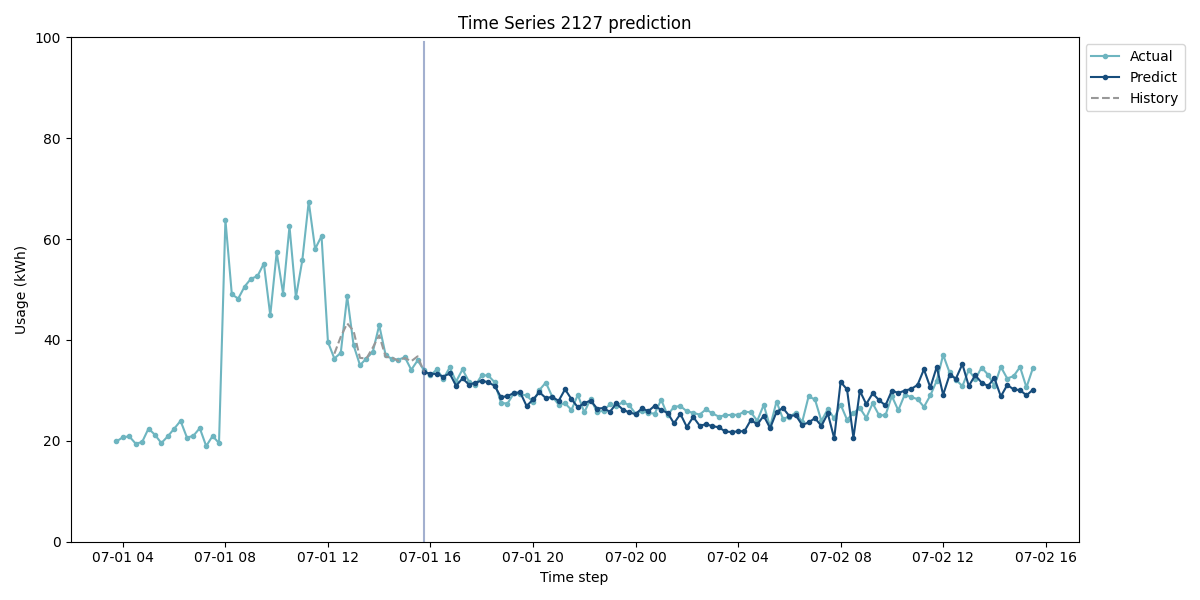 Time Series 2127 prediction
100
80
60
40
20
0
Usage (kWh)
07-01 04
07-01 08
07-01 12
07-01 16
07-01 20
07-02 00
07-02 04
07-02 08
07-02 12
07-02 16
Time step
Actual
Predict
History